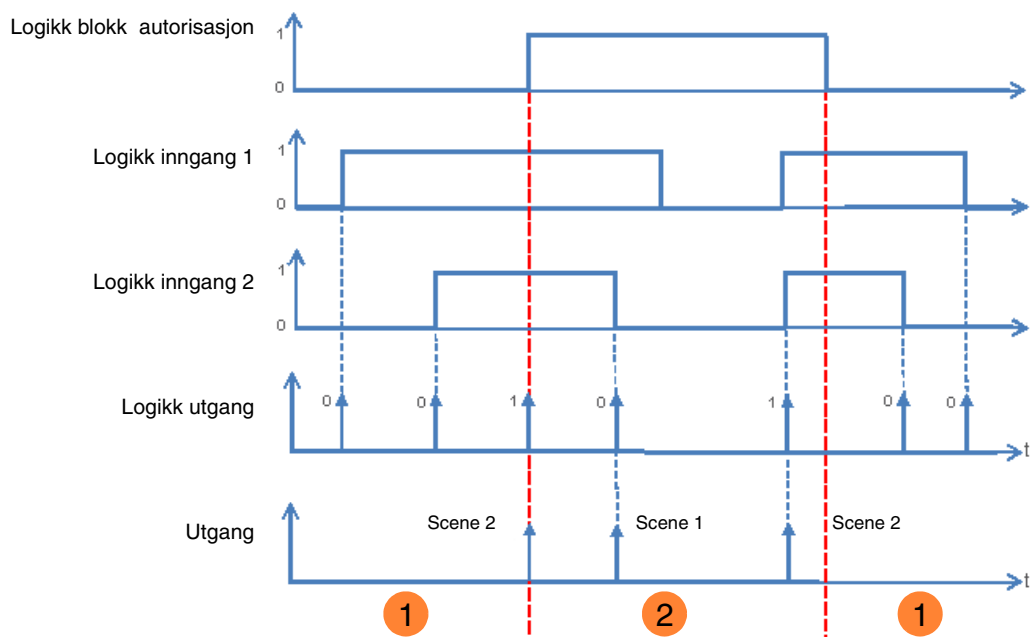 Logikk blokk autorisasjon
1
0
Logikk inngang 1
1
0
Logikk inngang 2
1
0
Logikk utgang
0 0 1 0 1 0 0
t
Utgang
Scene 2 Scene 1 Scene 2
t
1 2 1